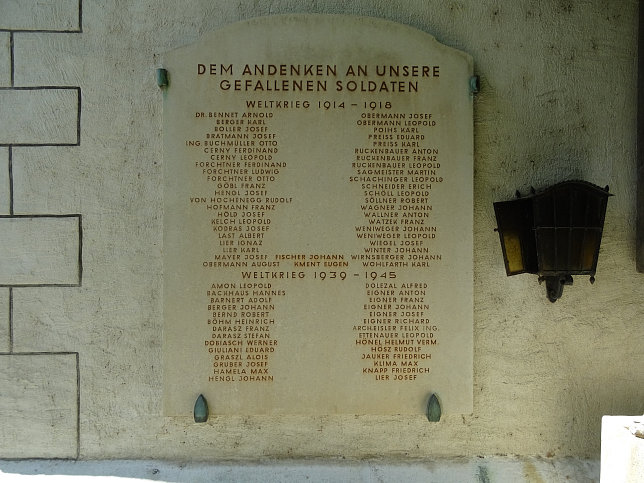 DEM ANDENKEN AN UNSERE
GEFALLENEN SOLDATEN
WELTKRIEG 1914 – 1918
DR. BENNET ARNOLD
BERGER KARL
BOLLER JOSEF
BRATMANN JOSEF
ING. BUCHMÜLLER OTTO
CERNY FERDINAND
CERNY LEOPOLD
FORCHTNER FERDINAND
FORCHTNER LUDWIG
FORCHTNER OTTO
GÖBL FRANZ
HENGL JOSEF
VON HOCHENEGG RUDOLF
HOFMANN FRANZ
HOLD JOSEF
KELCH LEOPOLD
KODRAS JOSEF
LAST ALBERT
LIER IGNAZ
LIER KARL
MAYER JOSEF
OBERMANN AUGUST
FISCHER JOHANN
KMENT EUGEN
OBERMANN JOSEF
OBERMANN LEOPOLD
POIHS KARL
PREISS EDUARD
PREISS KARL
RUCKENBAUER ANTON
RUCKENBAUER FRANZ
RUCKENBAUER LEOPOLD
SAGMEISTER MARTIN
SCHACHINGER LEOPOLD
SCHNEIDER ERICH
SCHÖLL LEOPOLD
SÖLLNER ROBERT
WAGNER JOHANN
WALLNER ANTON
WATZEK FRANZ
WENIWEGER JOHANN
WENIWEGER LEOPOLD
WIEGEL JOSEF
WINTER JOHANN
WIRNSBERGER JOHANN
WOHLFARTH KARL
WELTKRIEG 1939 – 1945
AMON LEOPOLD
BACKHAUS HANNES
BARNERT ADOLF
BERGER JOHANN
BERND ROBERT
BÖHM HEINRICH
DARASZ FRANZ
DARASZ STEFAN
DOBIASCH WERNER
GIULIANI EDUARD
GRASZL ALOIS
GRUBER JOSEF
HAMELA MAX
HENGL JOHANN
DOLEZAL ALFRED
EIGNER ANTON
EIGNER FRANZ
EIGNER JOHANN
EIGNER JOSEF
EIGNER RICHARD
ARCHEISLER FELIX ING.
ETTENAUER LEOPOLD
HÖNEL HELMUT VERM.
HÖSZ RUDOLF
JAUKER FRIEDRICH
KLIMA MAX
KNAPP FRIEDRICH
LIER JOSEF